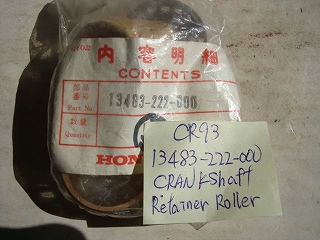 内容明細
CONTENTS
部品番号
Part No.
13483-222-000
数量
Quantity
HON
CR93
13483-222-000
CRANKShaft
Retainer Roller